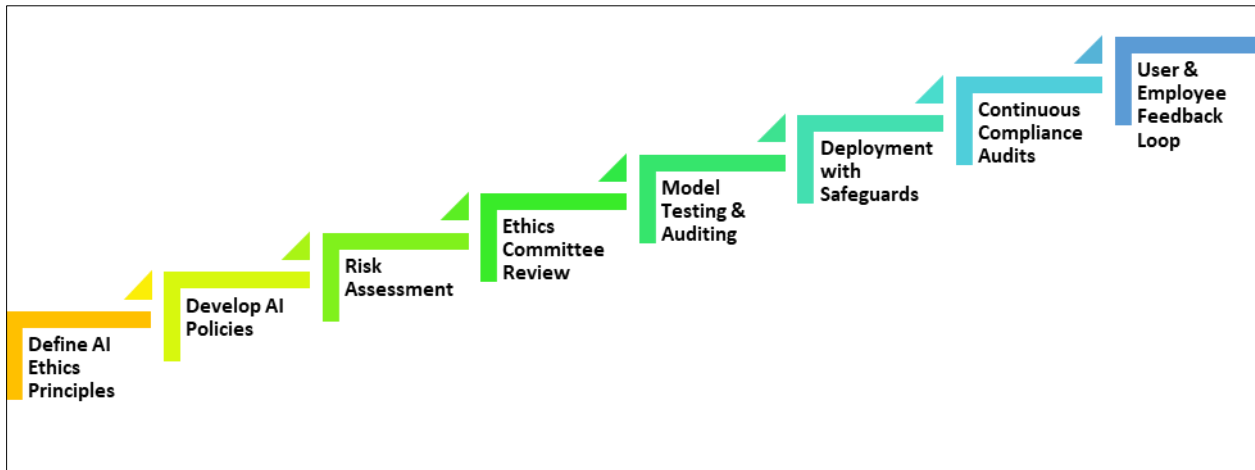 Define AI
Ethics
Principles
Develop AI
Policies
Risk
Assessment
Ethics
Committee
Review
Model
Testing &
Auditing
Deployment
with
Safeguards
Continuous
Compliance
Audits
User &
Employee
Feedback
Loop